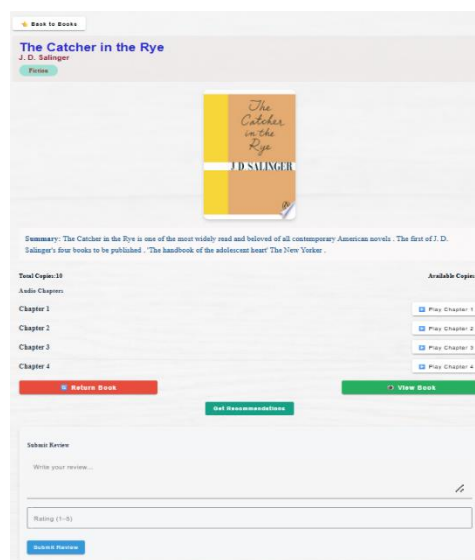 Back to Books
The Catcher in the Rye
J. D. Salinger
Fiction
The
Catcher
in the
Rye
J D SALINGER
Summary: The Catcher in the Rye is one of the most widely read and beloved of all contemporary American novels . The first of J. D.
Salinger's four books to be published . 'The handbook of the adolescent heart' The New Yorker .
Total Copies:10 Available Copies
Audio Chapters
Chapter 1 Play Chapter 1
Chapter 2 Play Chapter 2
Chapter 3 Play Chapter 3
Chapter 4 Play Chapter 4
Return Book View Book
Get Recommendations
Submit Review
Write your review...
Rating (1-5)
Submit Review